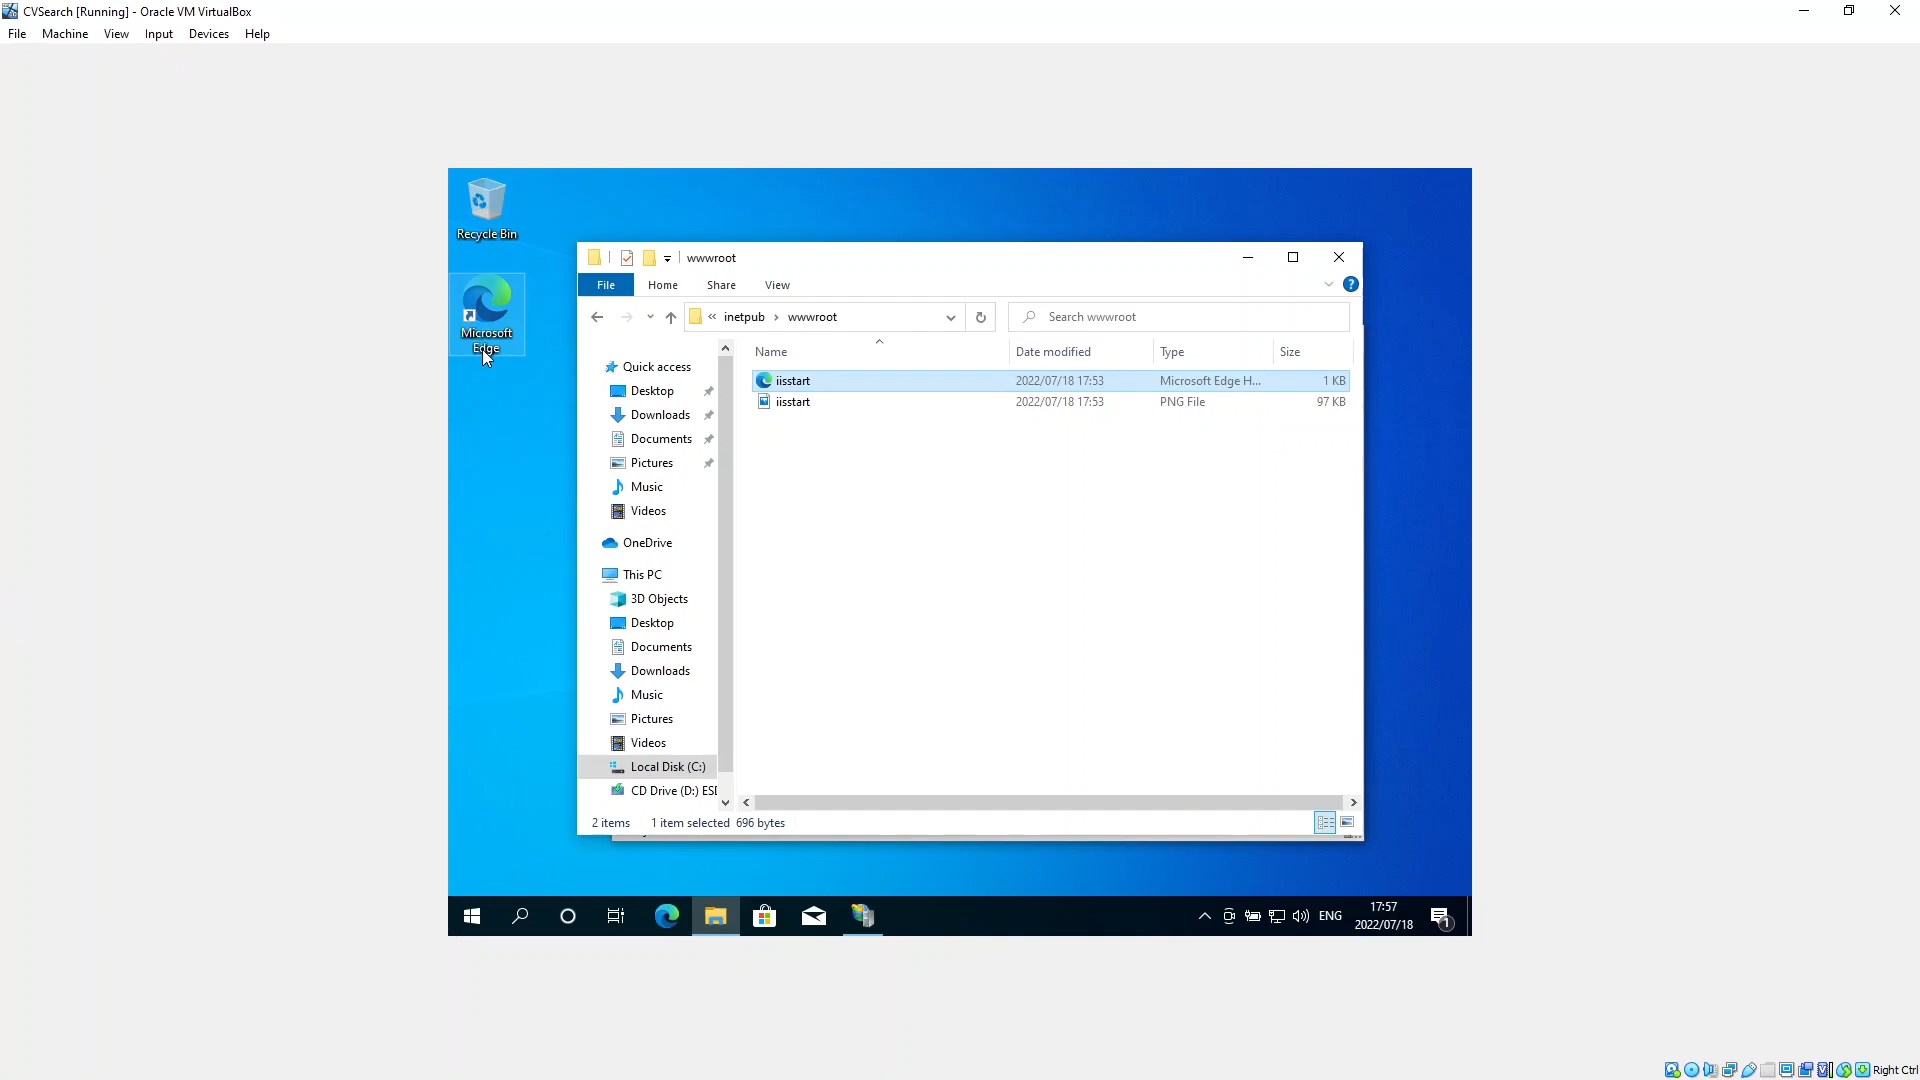 CVSearch [Running] - Oracle VM VirtualBox
File Machine View Input Devices Help
Recycle Bin
Microsoft
Edge
wwwroot
File Home Share View
inetpub › wwwroot
Search wwwroot
Name Date modified Type Size
iisstart 2022/07/18 17:53 Microsoft Edge H... 1 KB
iisstart 2022/07/18 17:53 PNG File 97 KB
Quick access
Desktop
Downloads
Documents
Pictures
Music
Videos
OneDrive
This PC
3D Objects
Desktop
Documents
Downloads
Music
Pictures
Videos
Local Disk (C:)
CD Drive (D:) ESD
2 items 1 item selected 696 bytes
ENG
17:57
2022/07/18
1
Right Ctrl